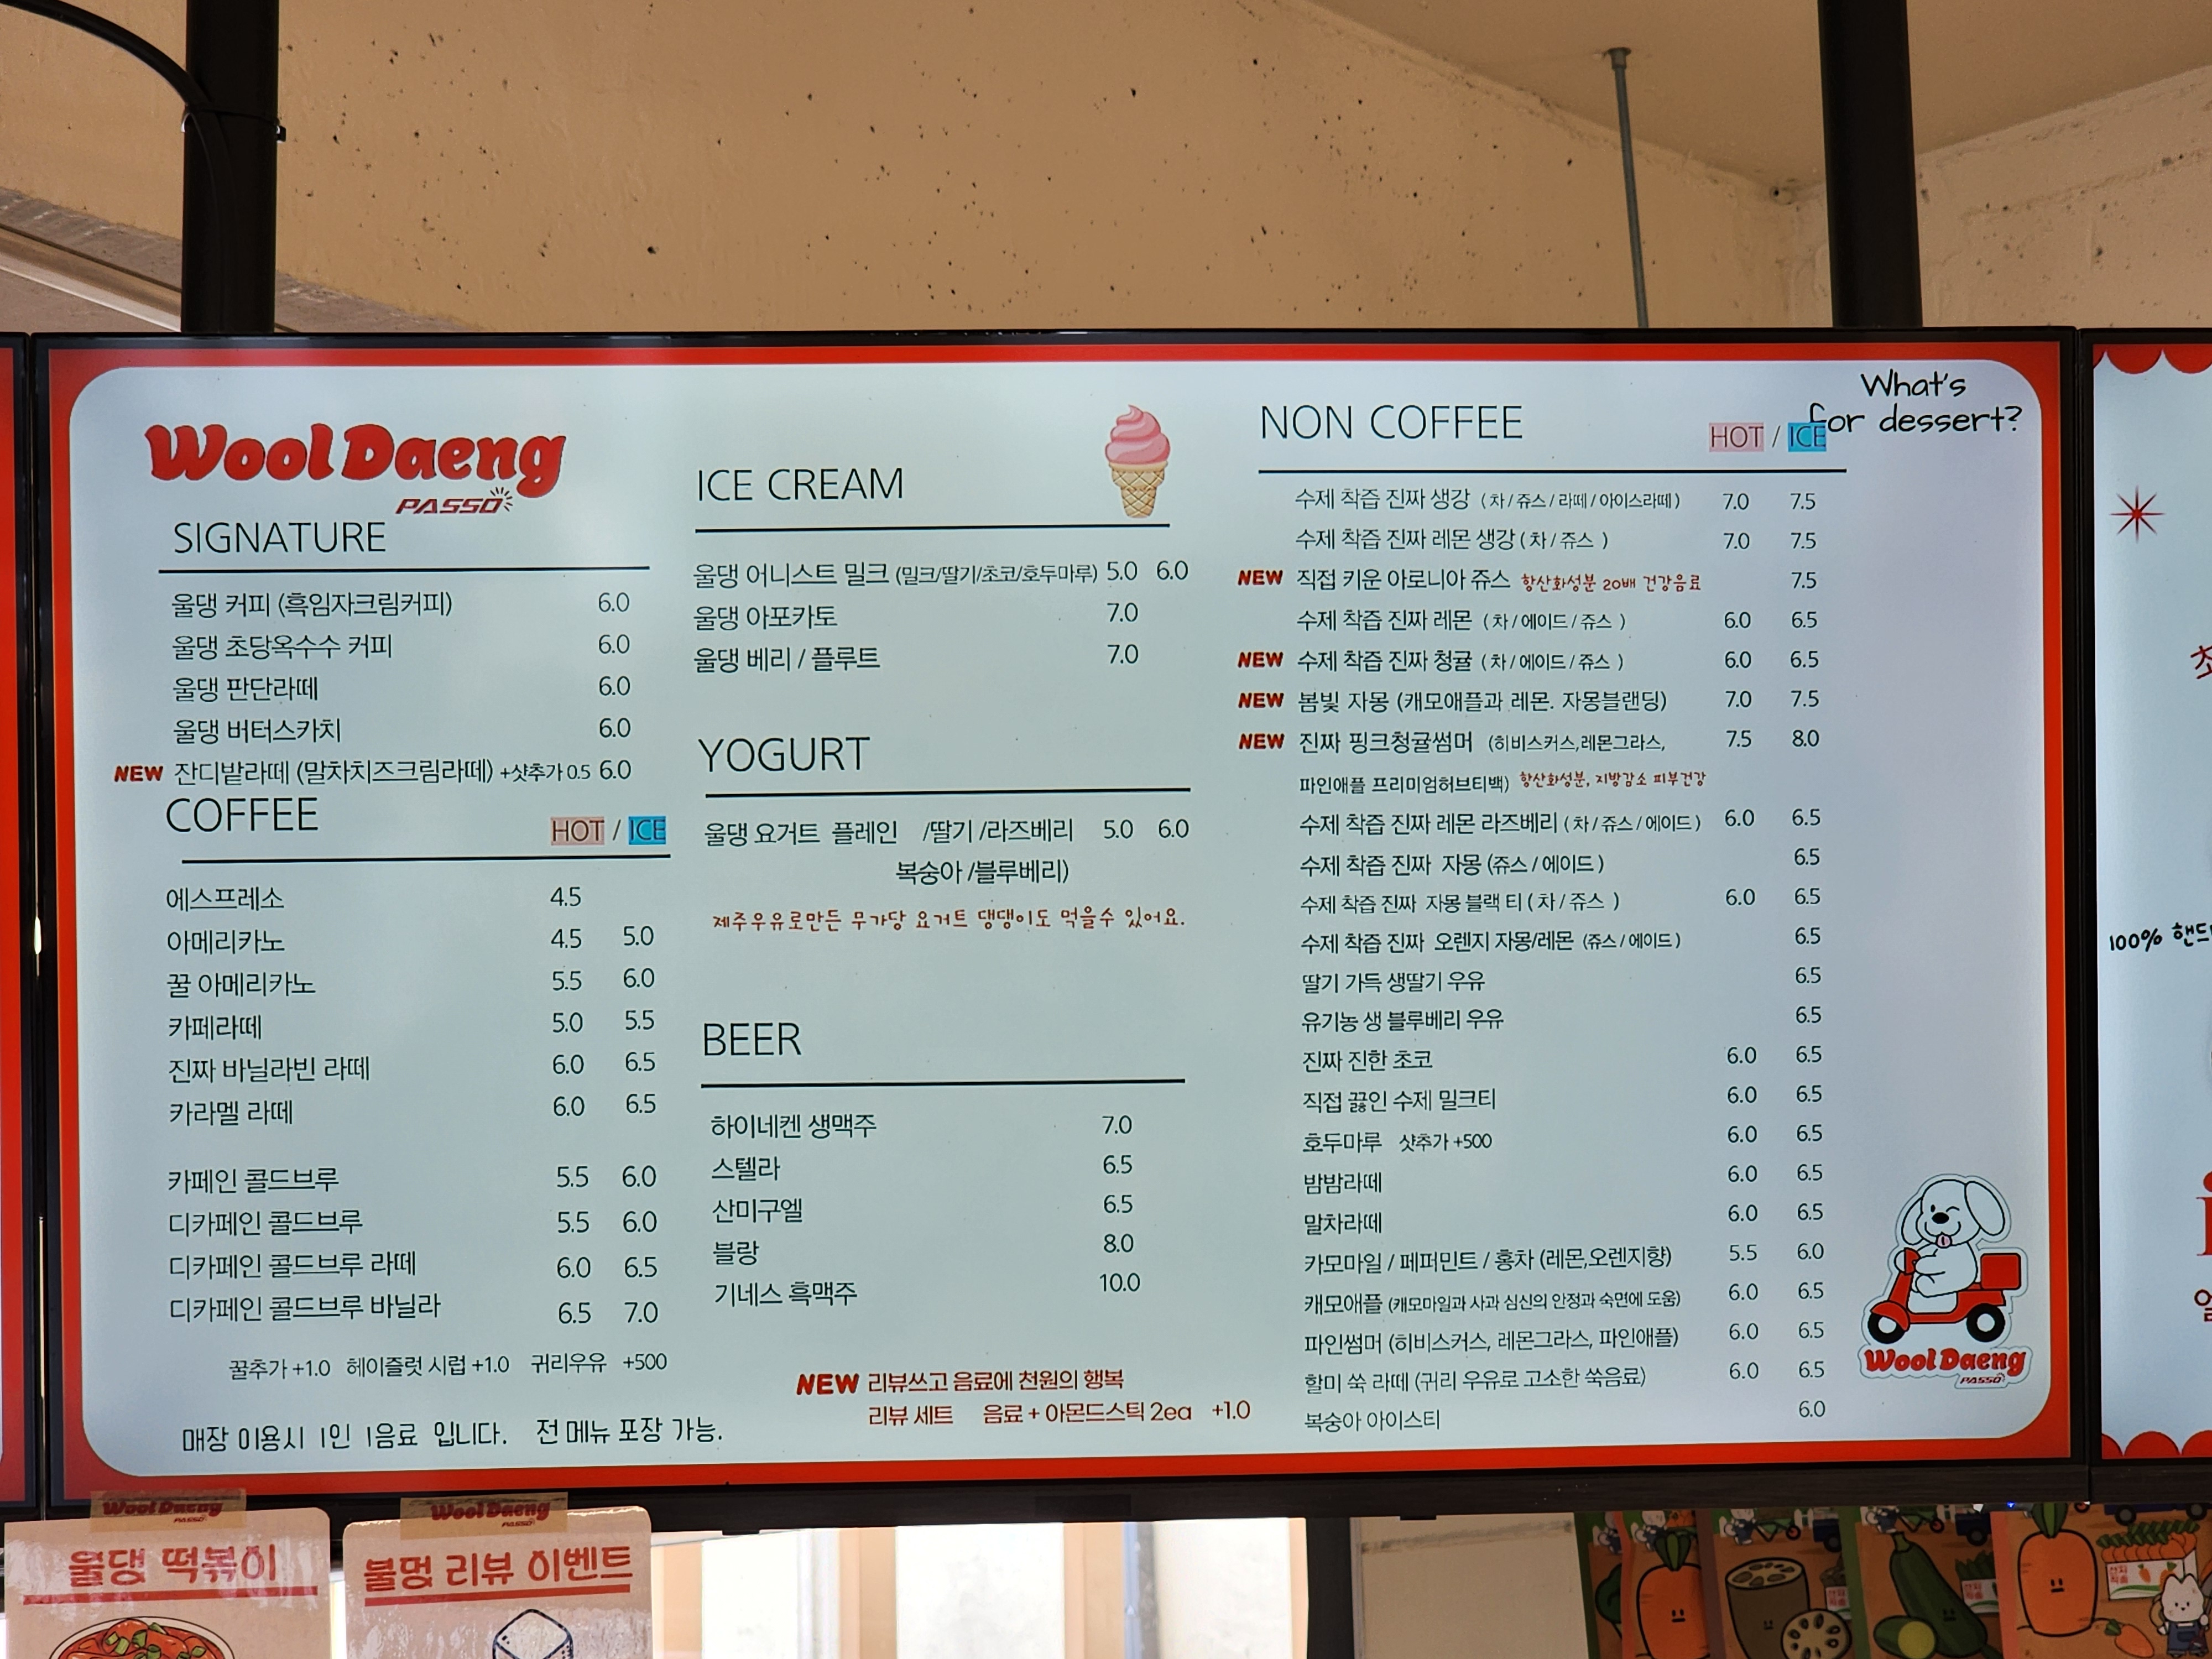 Wool Daeng
PASSO
SIGNATURE
울댕 커피 (흑임자크림커피) 6.0
울댕 초당옥수수 커피 6.0
울댕 판단라떼 6.0
울댕 버터스카치 6.0
NEW 잔디밭라떼 (말차치즈크림라떼) +샷추가 0.5 6.0
COFFEE HOT / ICE
에스프레소 4.5
아메리카노 4.5 5.0
꿀 아메리카노 5.5 6.0
카페라떼 5.0 5.5
진짜 바닐라빈 라떼 6.0 6.5
카라멜 라떼 6.0 6.5
카페인 콜드브루 5.5 6.0
디카페인 콜드브루 5.5 6.0
디카페인 콜드브루 라떼 6.0 6.5
디카페인 콜드브루 바닐라 6.5 7.0
꿀추가 +1.0 헤이즐럿 시럽 +1.0 귀리우유 +500
매장 이용시 1인 1음료 입니다. 전 메뉴 포장 가능.
ICE CREAM
울댕 어니스트 밀크 (밀크/딸기/초코/호두마루) 5.0 6.0
울댕 아포카토 7.0
울댕 베리 / 플루트 7.0
YOGURT
울댕 요거트 플레인 /딸기 /라즈베리 5.0 6.0
복숭아 /블루베리)
제주우유로만든 무가당 요거트 댕댕이도 먹을수 있어요.
BEER
하이네켄 생맥주 7.0
스텔라 6.5
산미구엘 6.5
블랑 8.0
기네스 흑맥주 10.0
NEW 리뷰쓰고 음료에 천원의 행복
리뷰 세트 음료 + 아몬드스틱 2ea +1.0
What's
for dessert?
NON COFFEE HOT / ICE
수제 착즙 진짜 생강 (차/쥬스/라떼/아이스라떼) 7.0 7.5
수제 착즙 진짜 레몬 생강 (차/쥬스) 7.0 7.5
NEW 직접 키운 아로니아 쥬스 항산화성분 20배 건강음료 7.5
수제 착즙 진짜 레몬 (차/에이드/쥬스) 6.0 6.5
NEW 수제 착즙 진짜 청귤 (차/에이드/쥬스) 6.0 6.5
NEW 봄빛 자몽 (캐모애플과 레몬. 자몽블랜딩) 7.0 7.5
NEW 진짜 핑크청귤썸머 (히비스커스,레몬그라스, 7.5 8.0
파인애플 프리미엄허브티백) 항산화성분, 지방감소 피부건강
수제 착즙 진짜 레몬 라즈베리 (차/쥬스/에이드) 6.0 6.5
수제 착즙 진짜 자몽 (쥬스/에이드) 6.5
수제 착즙 진짜 자몽 블랙 티 (차/쥬스) 6.0 6.5
수제 착즙 진짜 오렌지 자몽/레몬 (쥬스/에이드) 6.5
딸기 가득 생딸기 우유 6.5
유기농 생 블루베리 우유 6.5
진짜 진한 초코 6.0 6.5
직접 끓인 수제 밀크티 6.0 6.5
호두마루 샷추가 +500 6.0 6.5
밤밤라떼 6.0 6.5
말차라떼 6.0 6.5
카모마일 / 페퍼민트 / 홍차 (레몬,오렌지향) 5.5 6.0
캐모애플 (캐모마일과 사과 심신의 안정과 숙면에 도움) 6.0 6.5
파인썸머 (히비스커스, 레몬그라스, 파인애플) 6.0 6.5
할미 쑥 라떼 (귀리 우유로 고소한 쑥음료) 6.0 6.5
복숭아 아이스티 6.0
Wool Daeng
PASSO
100% 핸드
Wool Daeng
PASSO
울댕 떡볶이
Wool Daeng
PASSO
불멍 리뷰 이벤트